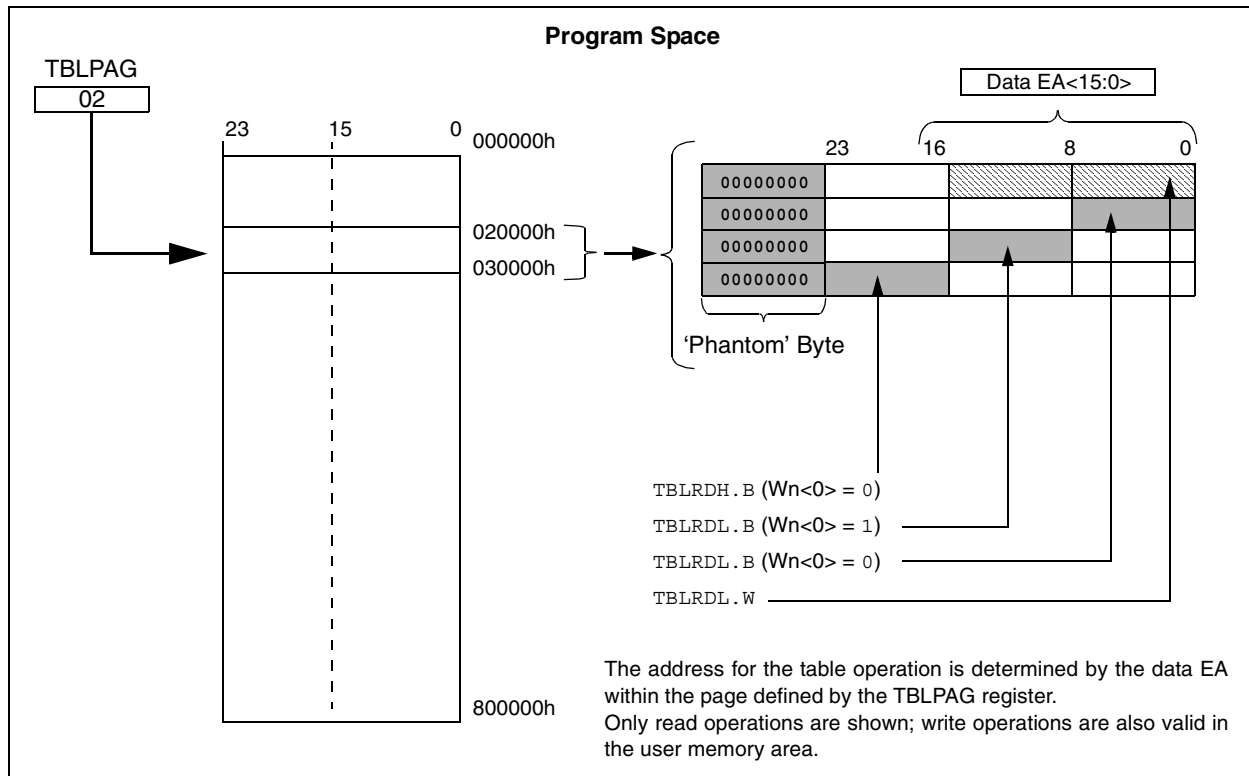 Program Space
TBLPAG
02
Data EA<15:0>
23 15 0
000000h
23 16 8 0
00000000
00000000
00000000
00000000
020000h
030000h
‘Phantom’ Byte
TBLRDH.B (Wn<0> = 0)
TBLRDL.B (Wn<0> = 1)
TBLRDL.B (Wn<0> = 0)
TBLRDL.W
800000h
The address for the table operation is determined by the data EA
within the page defined by the TBLPAG register.
Only read operations are shown; write operations are also valid in
the user memory area.